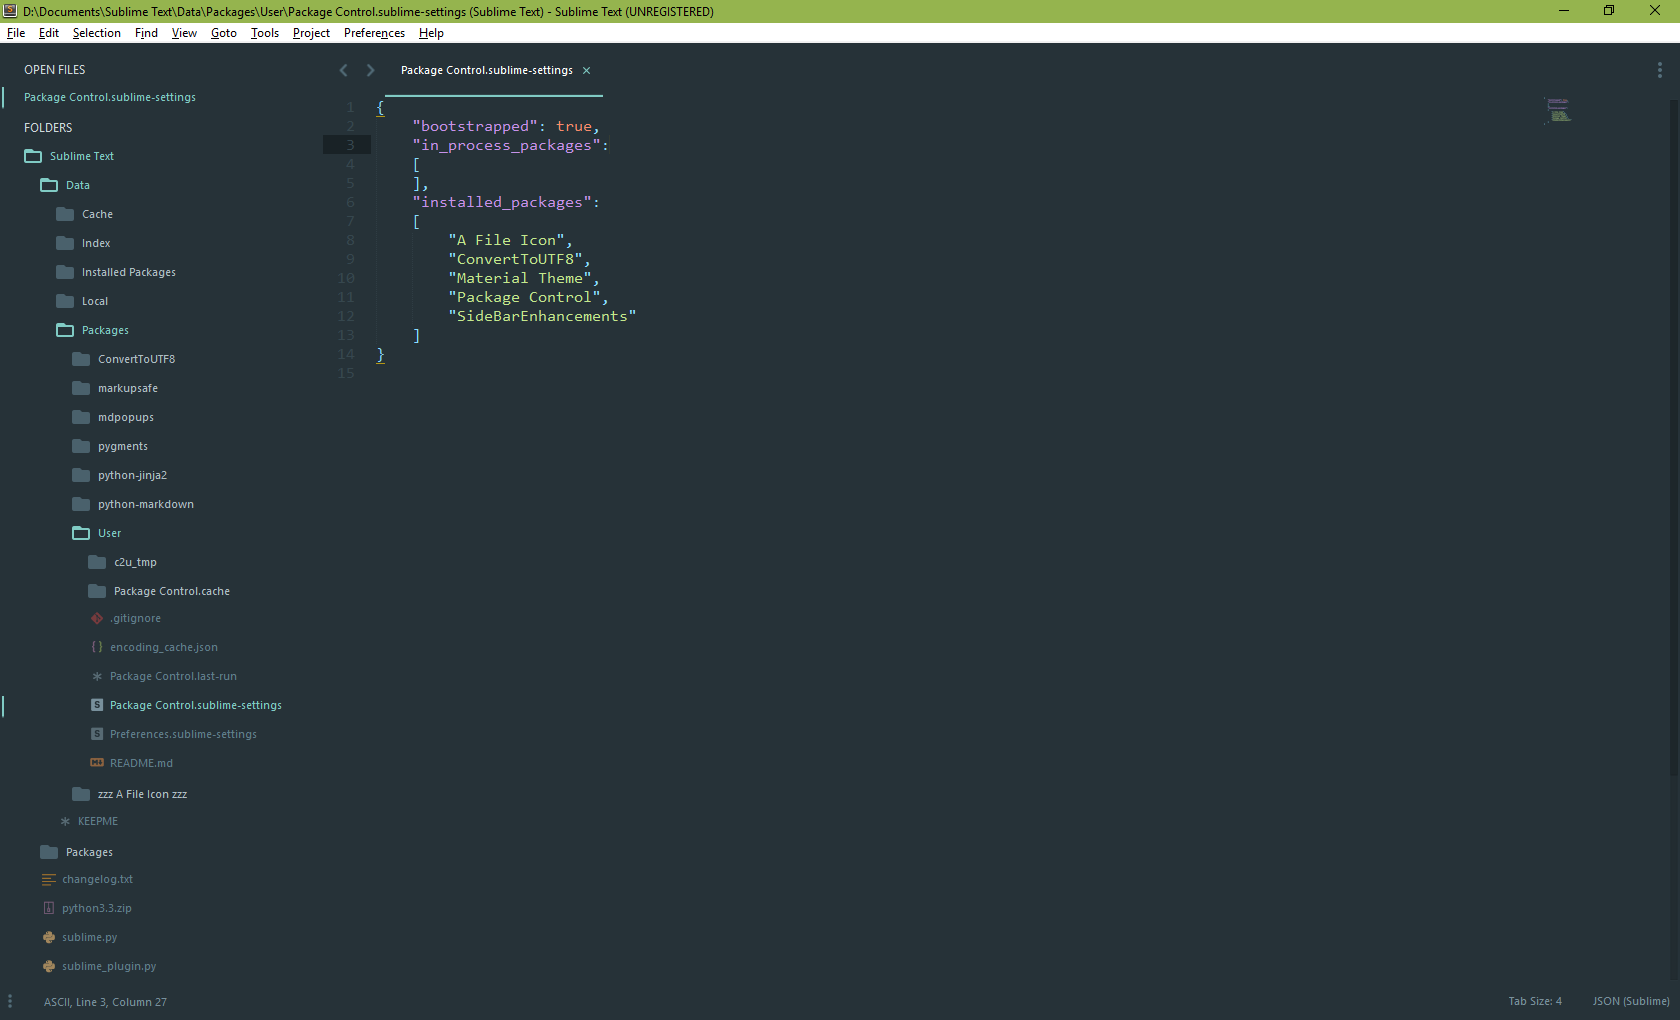 D:\Documents\Sublime Text\Data\Packages\User\Package Control.sublime-settings (Sublime Text) - Sublime Text (UNREGISTERED)
File Edit Selection Find View Goto Tools Project Preferences Help
OPEN FILES
Package Control.sublime-settings
FOLDERS
Sublime Text
Data
Cache
Index
Installed Packages
Local
Packages
ConvertToUTF8
markupsafe
mdpopups
pygments
python-jinja2
python-markdown
User
c2u_tmp
Package Control.cache
.gitignore
{} encoding_cache.json
* Package Control.last-run
S Package Control.sublime-settings
S Preferences.sublime-settings
README.md
zzz A File Icon zzz
* KEEPME
Packages
changelog.txt
python3.3.zip
sublime.py
sublime_plugin.py
Package Control.sublime-settings ×
1 {
2 "bootstrapped": true,
3 "in_process_packages":
4 [
5 ],
6 "installed_packages":
7 [
8 "A File Icon",
9 "ConvertToUTF8",
10 "Material Theme",
11 "Package Control",
12 "SideBarEnhancements"
13 ]
14 }
15
ASCII, Line 3, Column 27
Tab Size: 4
JSON (Sublime)